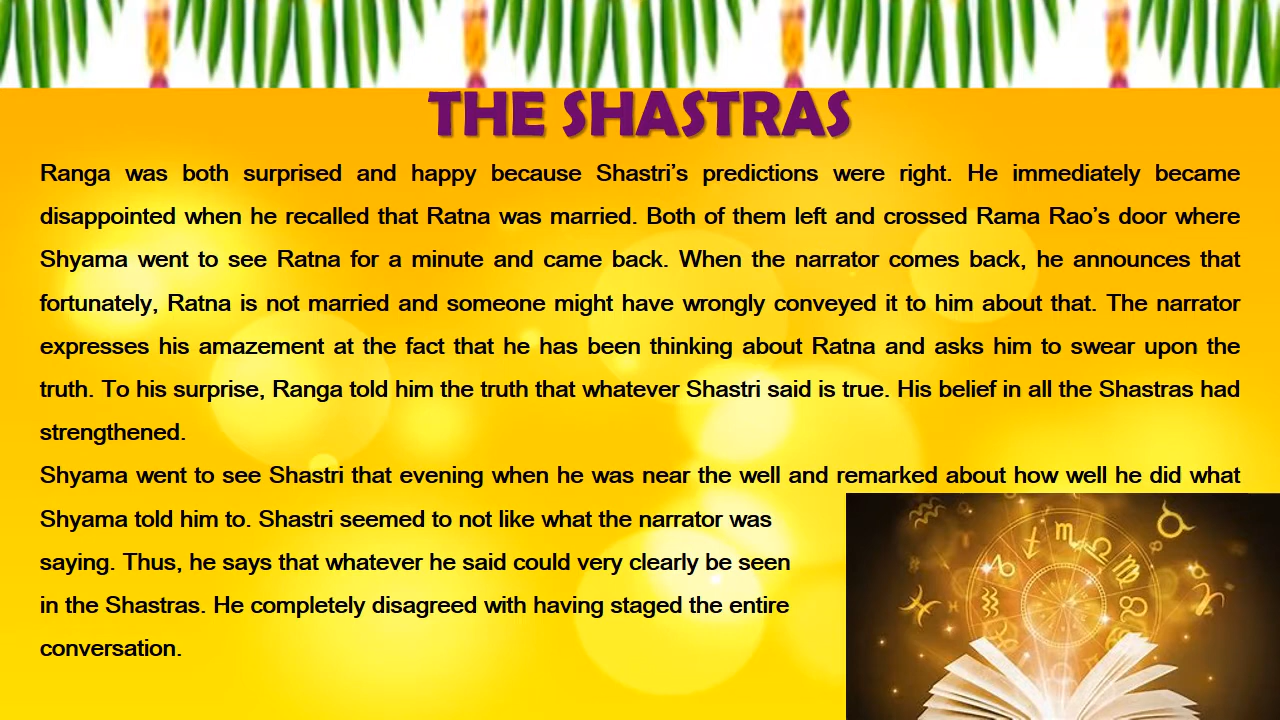 THE SHASTRAS
Ranga was both surprised and happy because Shastri’s predictions were right. He immediately became
disappointed when he recalled that Ratna was married. Both of them left and crossed Rama Rao’s door where
Shyama went to see Ratna for a minute and came back. When the narrator comes back, he announces that
fortunately, Ratna is not married and someone might have wrongly conveyed it to him about that. The narrator
expresses his amazement at the fact that he has been thinking about Ratna and asks him to swear upon the
truth. To his surprise, Ranga told him the truth that whatever Shastri said is true. His belief in all the Shastras had
strengthened.
Shyama went to see Shastri that evening when he was near the well and remarked about how well he did what
Shyama told him to. Shastri seemed to not like what the narrator was
saying. Thus, he says that whatever he said could very clearly be seen
in the Shastras. He completely disagreed with having staged the entire
conversation.